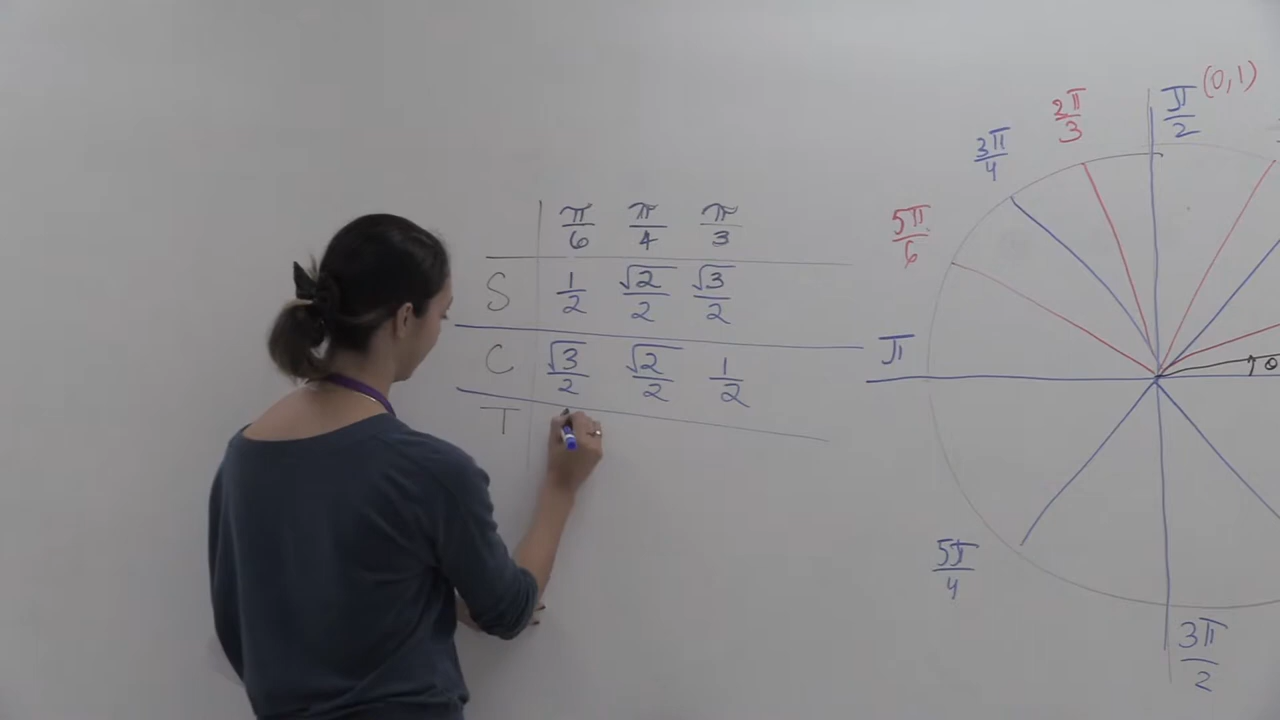 π/6 π/4 π/3
S 1/2 √2/2 √3/2
C √3/2 √2/2 1/2
T
π/2 (0,1)
2π/3
3π/4
5π/6
π
θ
5π/4
3π/2